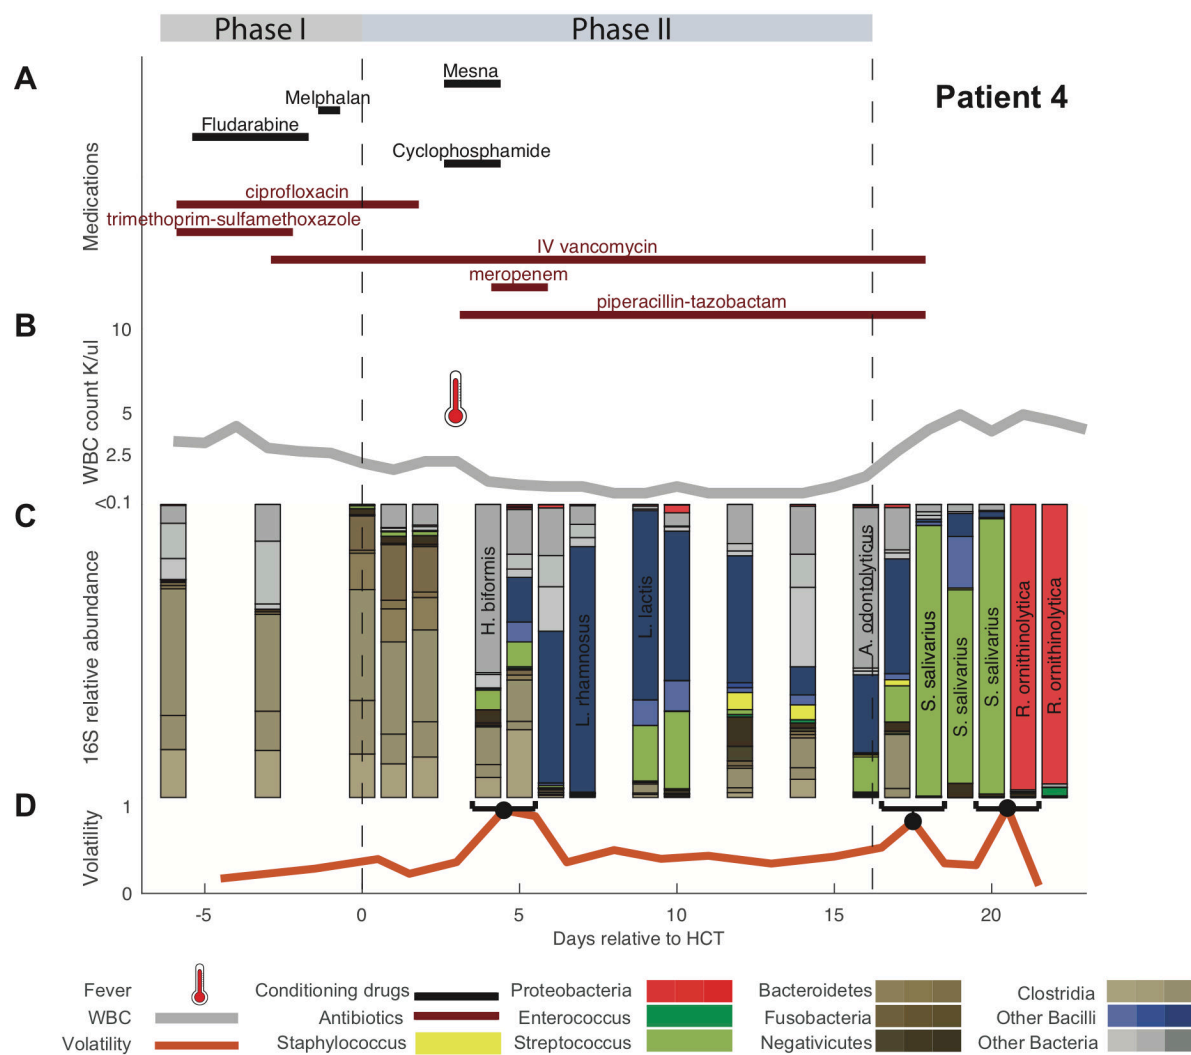 Phase I
Phase II
A
Patient 4
Medications
Mesna
Melphalan
Fludarabine
Cyclophosphamide
ciprofloxacin
trimethoprim-sulfamethoxazole
IV vancomycin
meropenem
piperacillin-tazobactam
B
WBC count K/ul
10
5
2.5
<0.1
C
16S relative abundance
H. biformis
L. rhamnosus
L. lactis
A. odontolyticus
S. salivarius
S. salivarius
S. salivarius
R. ornithinolytica
R. ornithinolytica
D
Volatility
1
0
-5 0 5 10 15 20
Days relative to HCT
Fever Conditioning drugs Proteobacteria Bacteroidetes Clostridia
WBC Antibiotics Enterococcus Fusobacteria Other Bacilli
Volatility Staphylococcus Streptococcus Negativicutes Other Bacteria